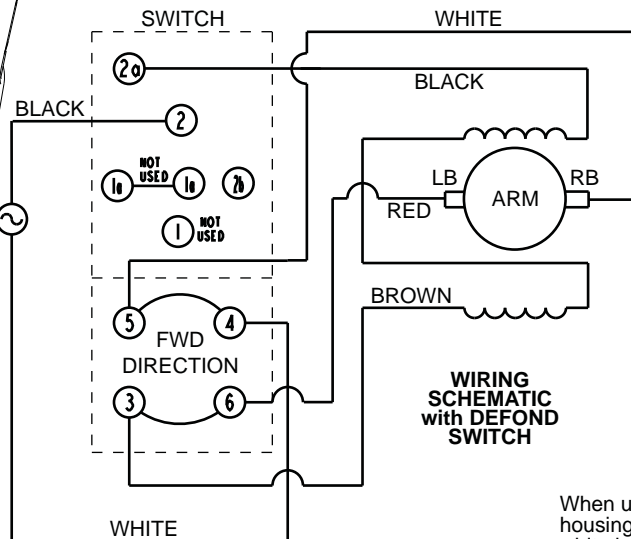 SWITCH
WHITE
2a
BLACK
BLACK
2
NOT
USED
1a
1a
2b
LB
ARM
RB
RED
1
NOT
USED
BROWN
5
4
FWD
DIRECTION
3
6
WIRING
SCHEMATIC
with DEFOND
SWITCH
When u
housing
WHITE